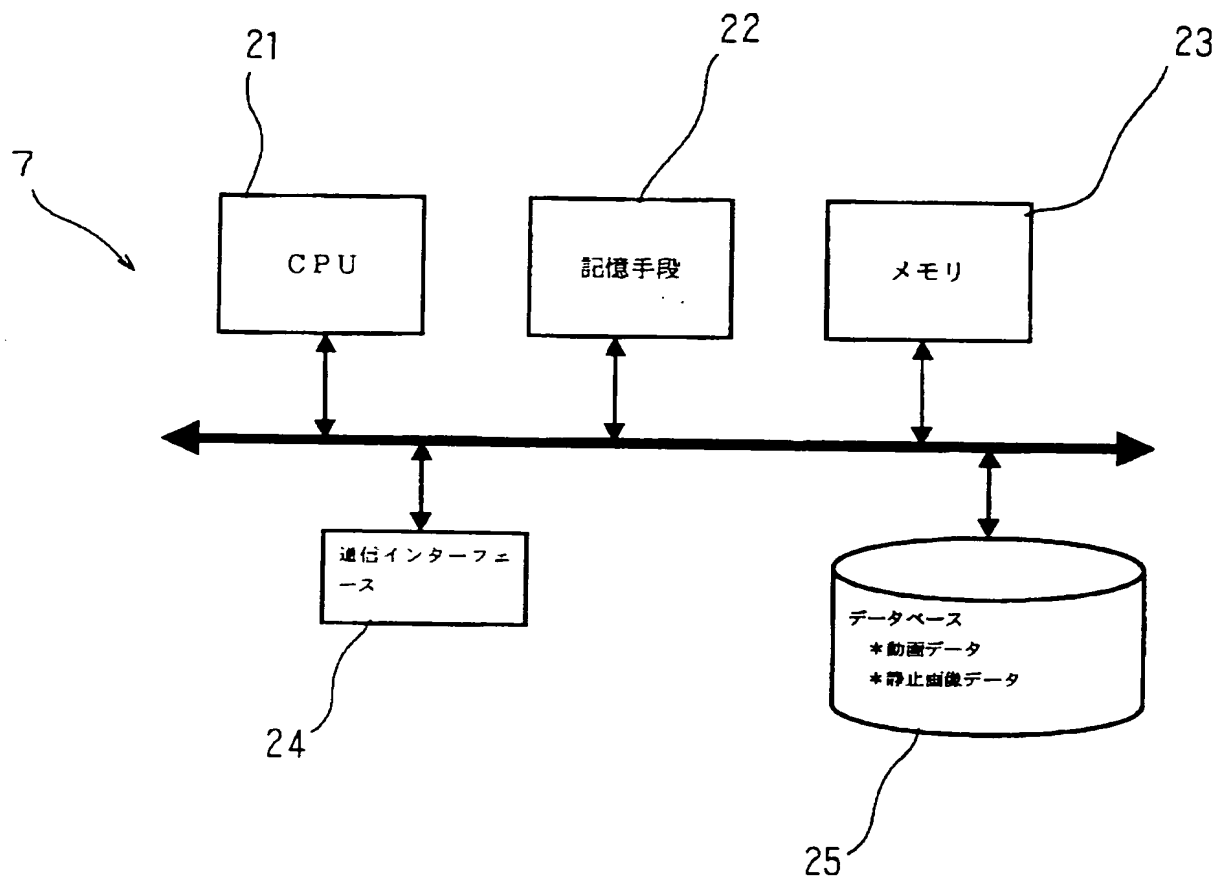 21
22
23
7
CPU
記憶手段
メモリ
通信インターフェ
ース
データベース
*動画データ
*静止画像データ
24
25